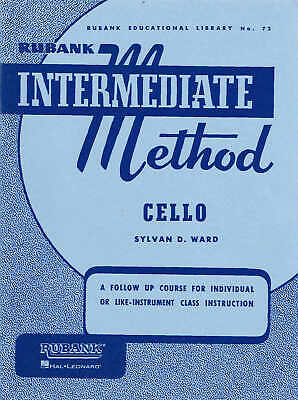 RUBANK EDUCATIONAL LIBRARY No. 73
RUBANK
INTERMEDIATE
Method
CELLO
SYLVAN D. WARD
A FOLLOW UP COURSE FOR INDIVIDUAL
OR LIKE-INSTRUMENT CLASS INSTRUCTION
RUBANK®
HAL•LEONARD®